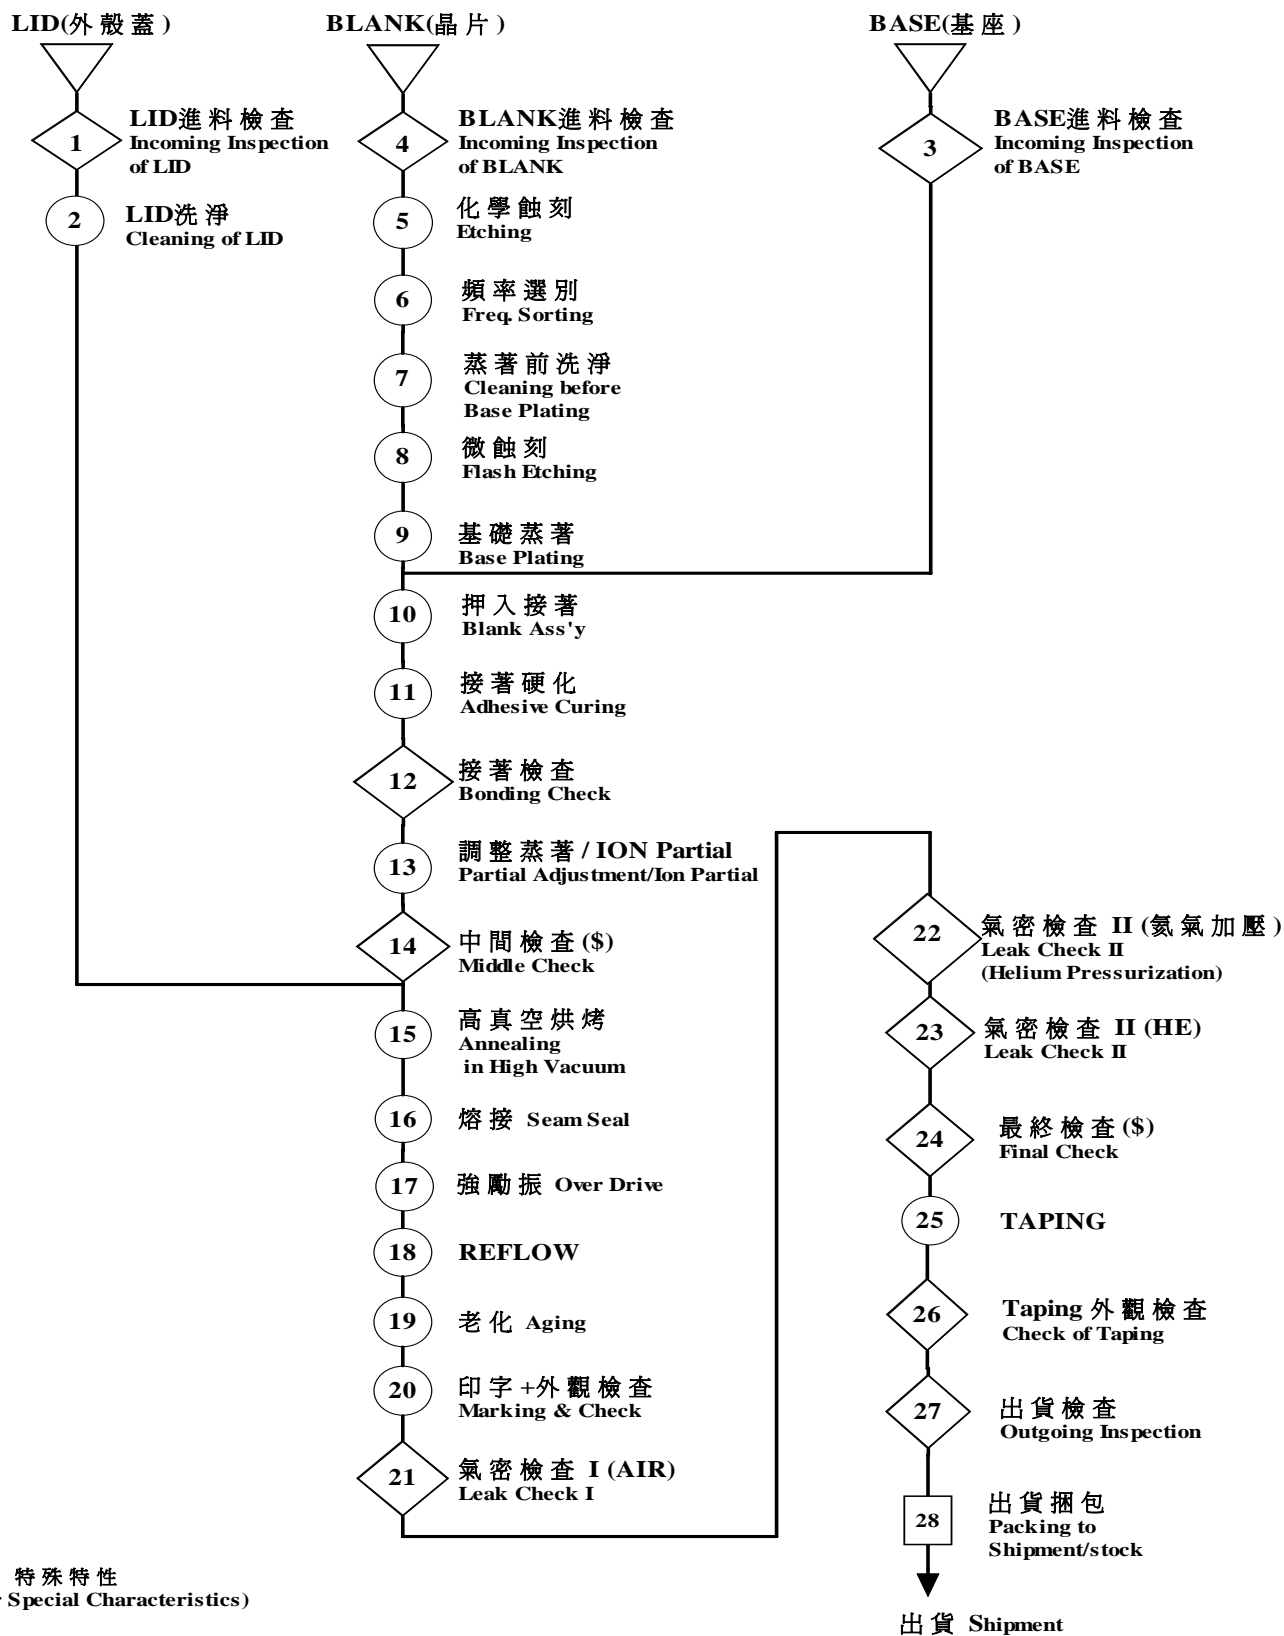 LID(外殼蓋)
BLANK(晶片)
BASE(基座)
1
LID進料檢查
Incoming Inspection
of LID
2
LID洗淨
Cleaning of LID
4
BLANK進料檢查
Incoming Inspection
of BLANK
3
BASE進料檢查
Incoming Inspection
of BASE
5
化學蝕刻
Etching
6
頻率選別
Freq. Sorting
7
蒸著前洗淨
Cleaning before
Base Plating
8
微蝕刻
Flash Etching
9
基礎蒸著
Base Plating
10
押入接著
Blank Ass'y
11
接著硬化
Adhesive Curing
12
接著檢查
Bonding Check
13
調整蒸著 / ION Partial
Partial Adjustment/Ion Partial
14
中間檢查($)
Middle Check
15
高真空烘烤
Annealing
in High Vacuum
16
熔接 Seam Seal
17
強勵振 Over Drive
18
REFLOW
19
老化 Aging
20
印字+外觀檢查
Marking & Check
21
氣密檢查 I (AIR)
Leak Check I
22
氣密檢查 II (氦氣加壓)
Leak Check II
(Helium Pressurization)
23
氣密檢查 II (HE)
Leak Check II
24
最終檢查($)
Final Check
25
TAPING
26
Taping 外觀檢查
Check of Taping
27
出貨檢查
Outgoing Inspection
28
出貨捆包
Packing to
Shipment/stock
出貨 Shipment
特殊特性
Special Characteristics)